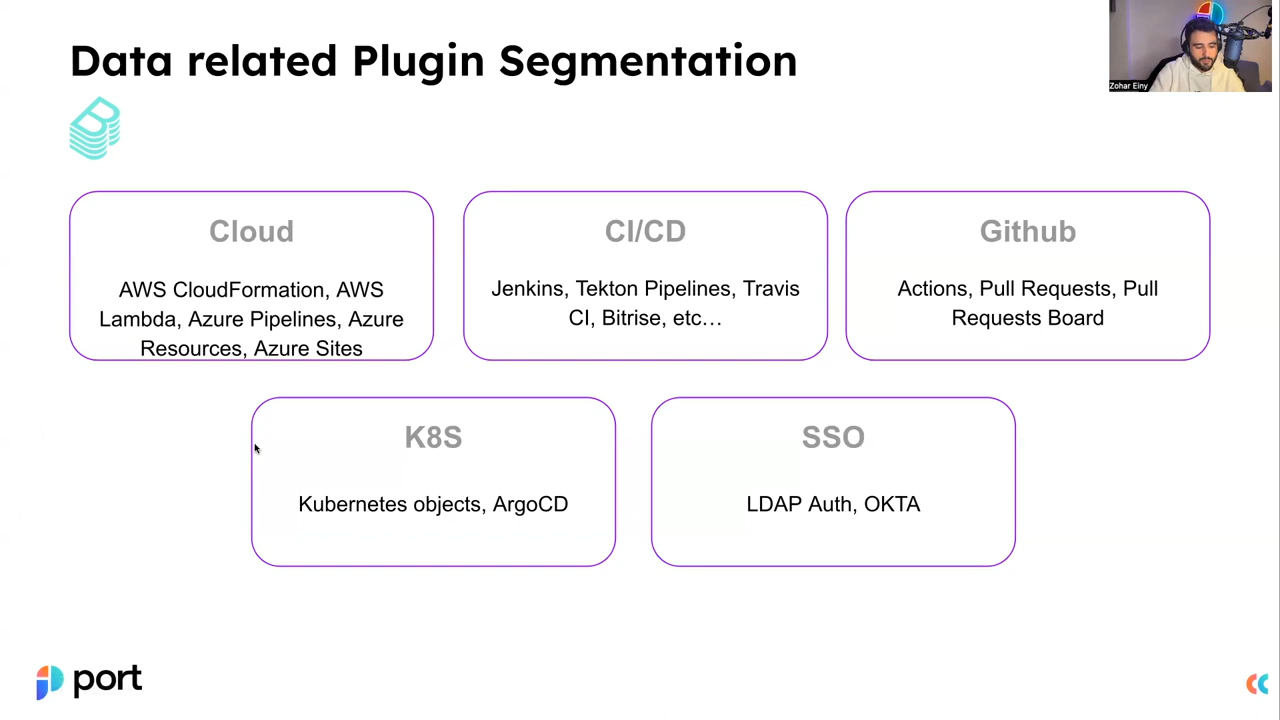 Data related Plugin Segmentation
Zohar Einy
Cloud
AWS CloudFormation, AWS
Lambda, Azure Pipelines, Azure
Resources, Azure Sites
CI/CD
Jenkins, Tekton Pipelines, Travis
CI, Bitrise, etc…
Github
Actions, Pull Requests, Pull
Requests Board
K8S
Kubernetes objects, ArgoCD
SSO
LDAP Auth, OKTA
port